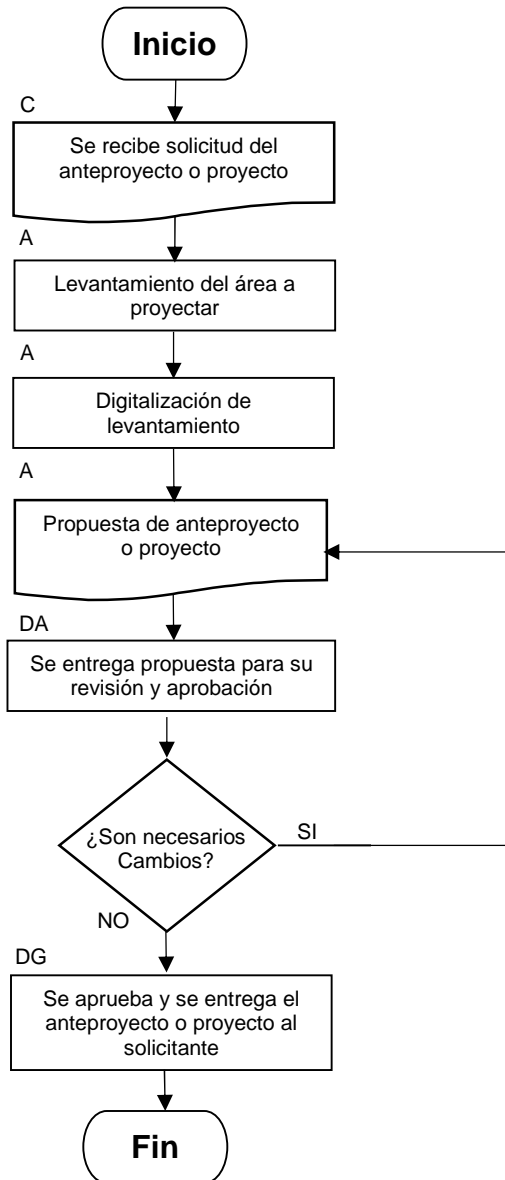 Inicio
C
Se recibe solicitud del
anteproyecto o proyecto
A
Levantamiento del área a
proyectar
A
Digitalización de
levantamiento
A
Propuesta de anteproyecto
o proyecto
DA
Se entrega propuesta para su
revisión y aprobación
¿Son necesarios
Cambios?
SI
NO
DG
Se aprueba y se entrega el
anteproyecto o proyecto al
solicitante
Fin